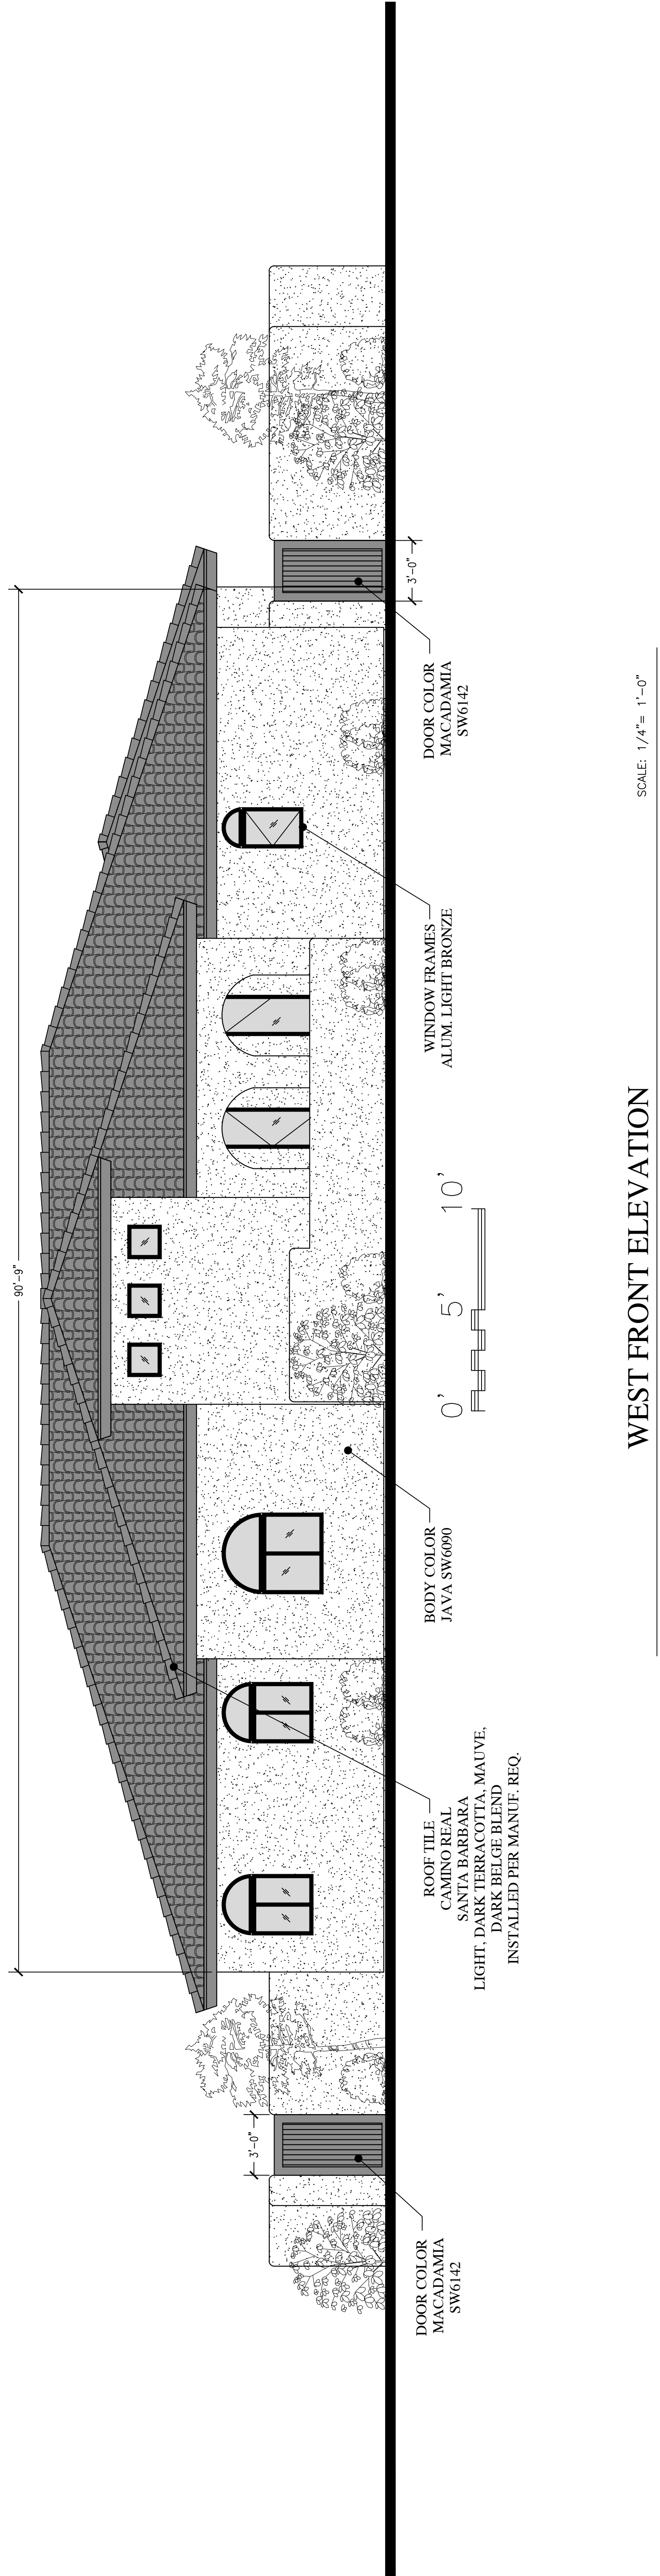 90'-9"
3'-0"
3'-0"
DOOR COLOR
MACADAMIA
SW6142
ROOF TILE
CAMINO REAL
SANTA BARBARA
LIGHT, DARK TERRACOTTA, MAUVE,
DARK BELGE BLEND
INSTALLED PER MANUF. REQ.
BODY COLOR
JAVA SW6090
WINDOW FRAMES
ALUM. LIGHT BRONZE
DOOR COLOR
MACADAMIA
SW6142
0' 5' 10'
WEST FRONT ELEVATION
SCALE: 1/4"= 1'-0"